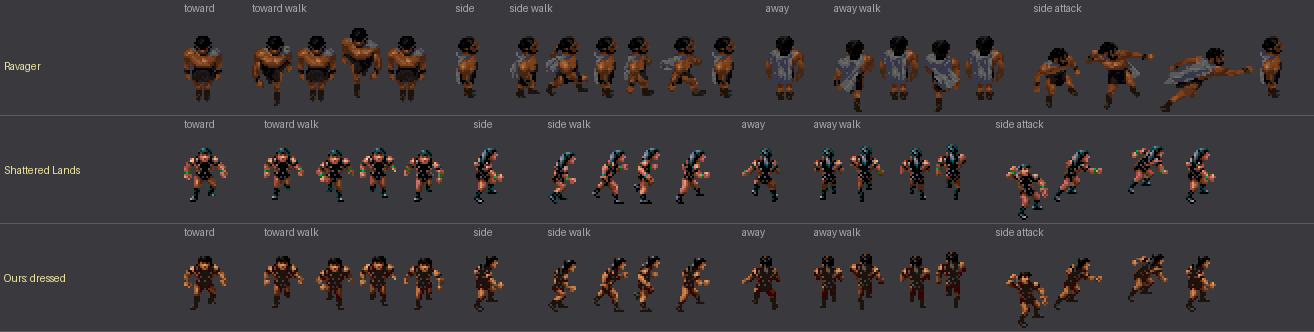 toward toward walk side side walk away away walk side attack
Ravager
toward toward walk side side walk away away walk side attack
Shattered Lands
toward toward walk side side walk away away walk side attack
Ours: dressed